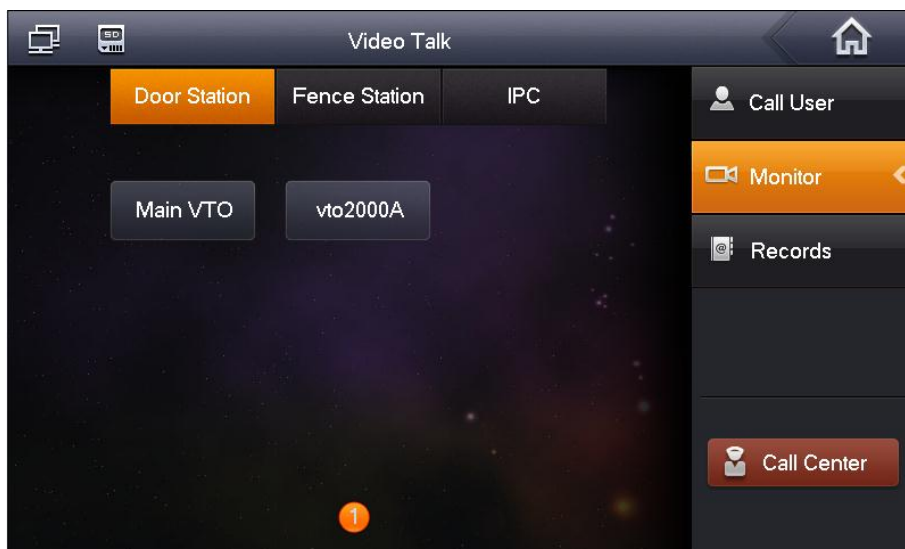 SD
Video Talk
Door Station
Fence Station
IPC
Call User
Main VTO
vto2000A
Monitor
@
Records
Call Center
1